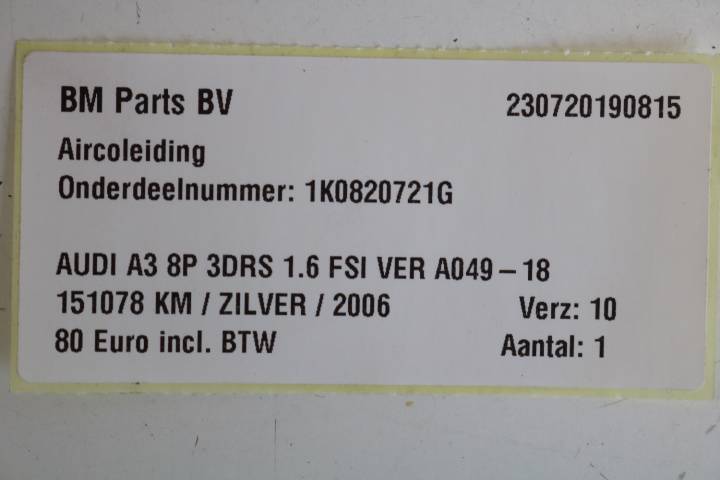 BM Parts BV 230720190815
Aircoleiding
Onderdeelnummer: 1K0820721G
AUDI A3 8P 3DRS 1.6 FSI VER A049-18
151078 KM / ZILVER / 2006 Verz: 10
80 Euro incl. BTW Aantal: 1